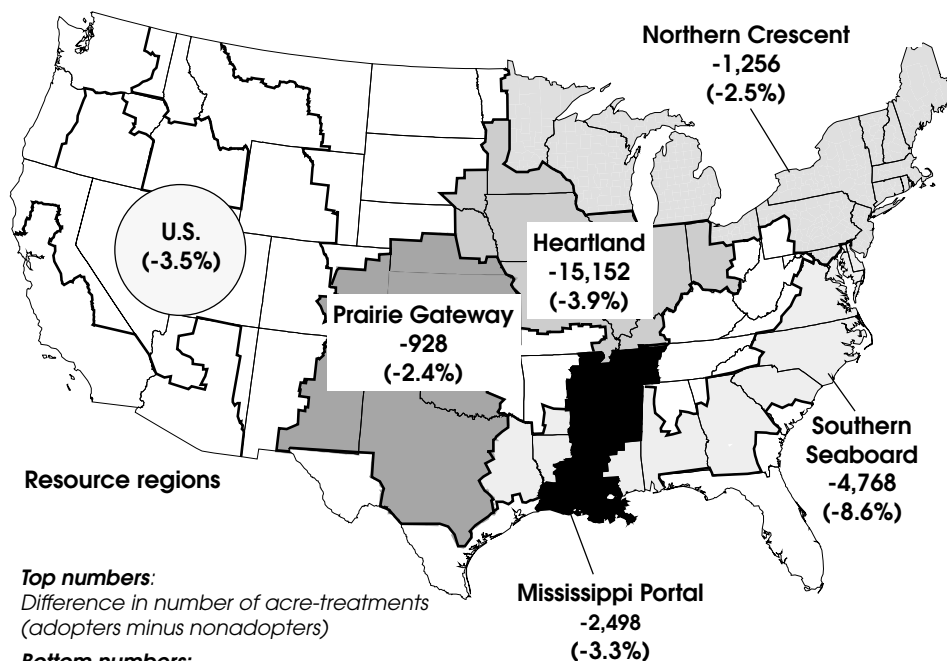 Northern Crescent
-1,256
(-2.5%)
U.S.
(-3.5%)
Heartland
-15,152
(-3.9%)
Prairie Gateway
-928
(-2.4%)
Southern
Seaboard
-4,768
(-8.6%)
Resource regions
Mississippi Portal
-2,498
(-3.3%)
Top numbers:
Difference in number of acre-treatments
(adopters minus nonadopters)
Bottom numbers: